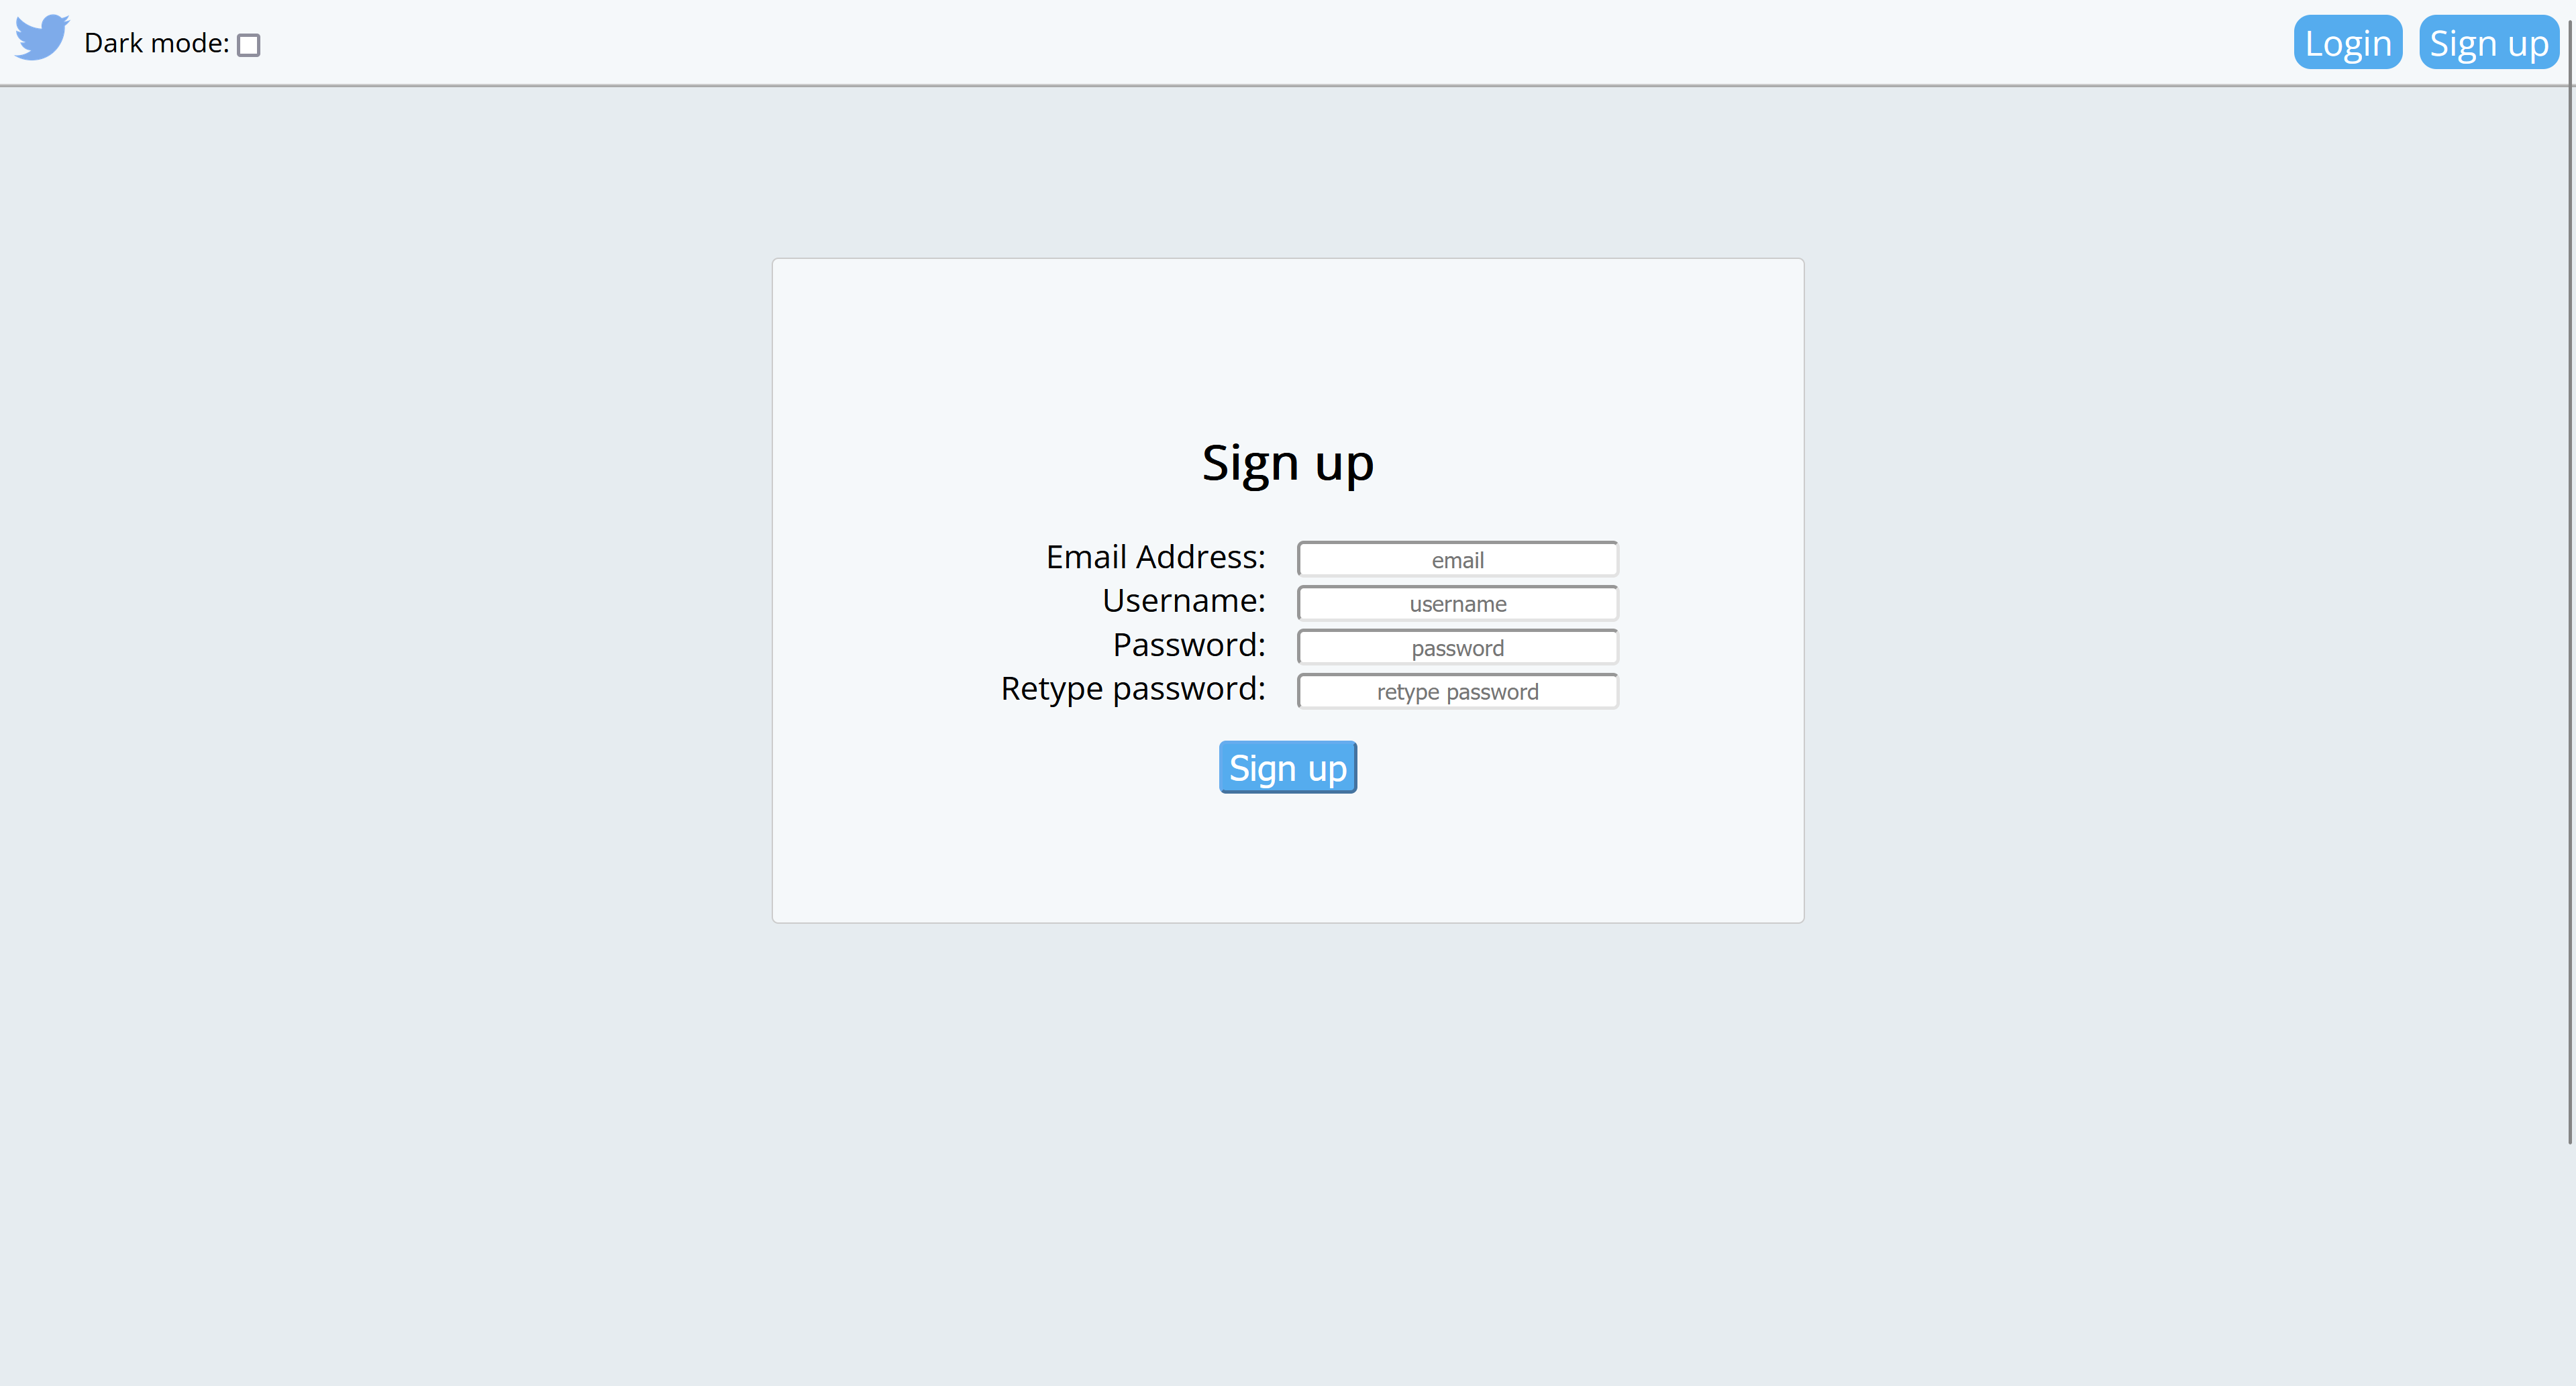 Dark mode:
Login
Sign up
Sign up
Email Address:
email
Username:
username
Password:
password
Retype password:
retype password
Sign up